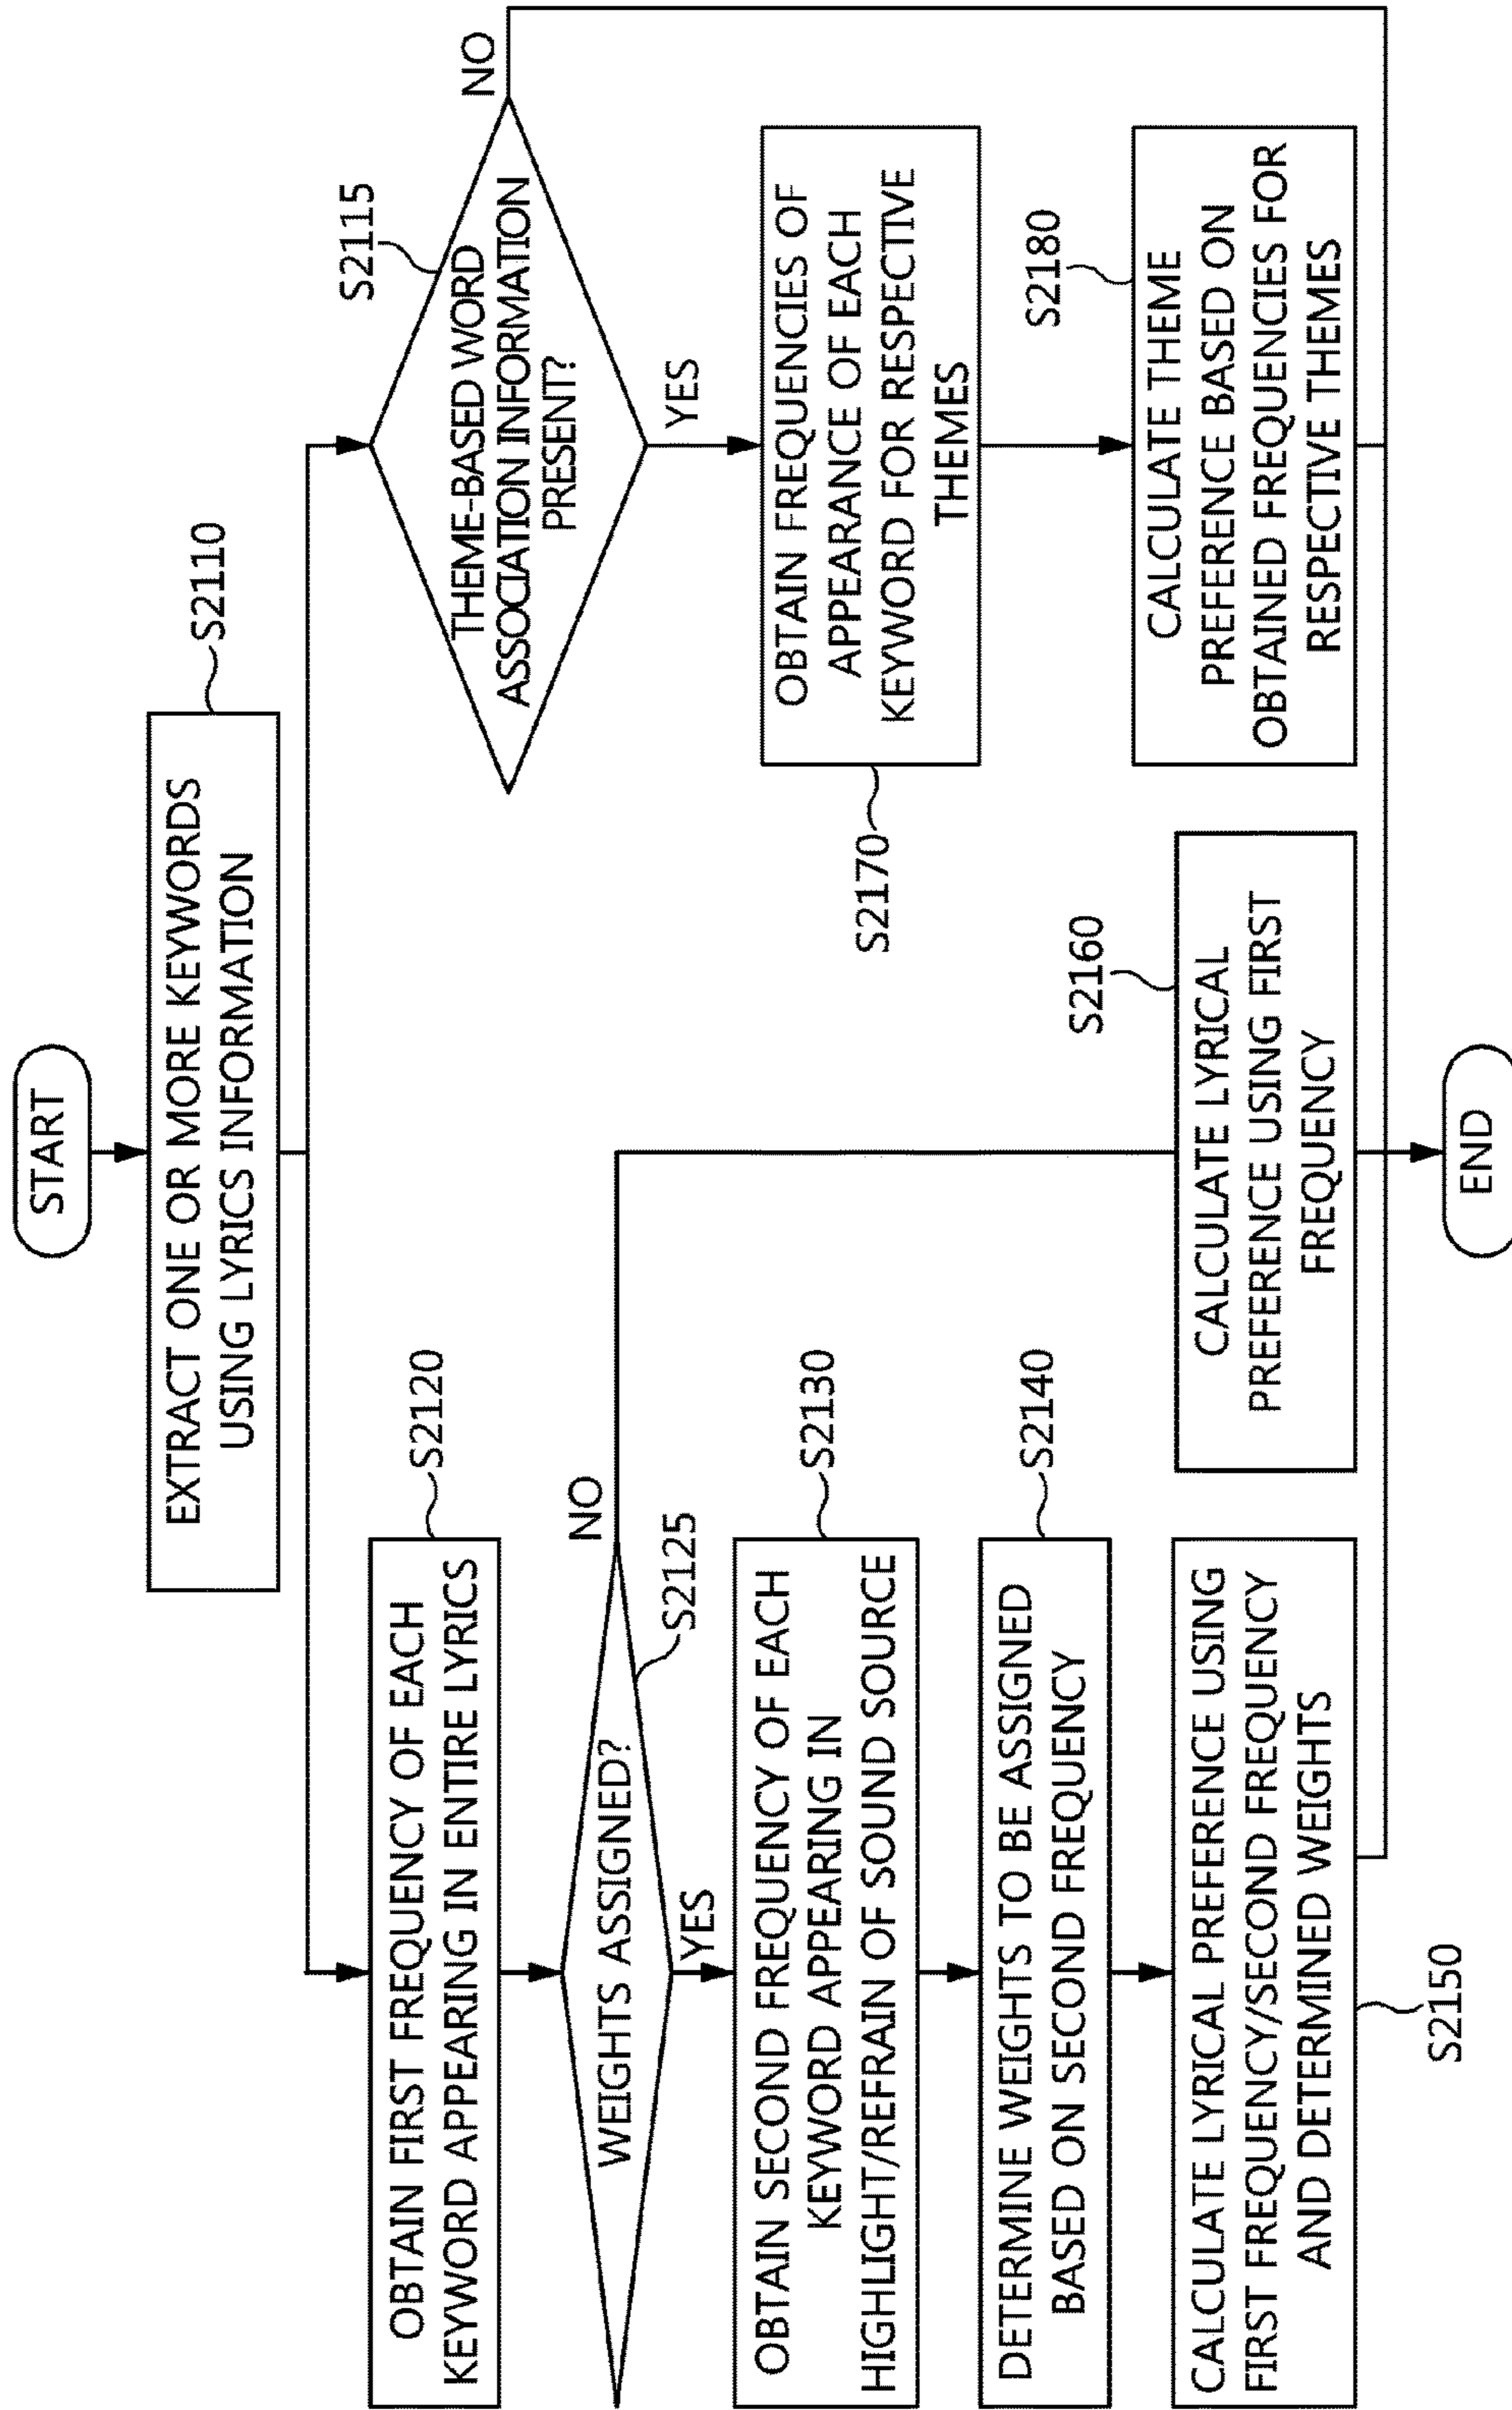 START
EXTRACT ONE OR MORE KEYWORDS
USING LYRICS INFORMATION
S2110
OBTAIN FIRST FREQUENCY OF EACH
KEYWORD APPEARING IN ENTIRE LYRICS
S2120
WEIGHTS ASSIGNED?
NO
S2125
YES
OBTAIN SECOND FREQUENCY OF EACH
KEYWORD APPEARING IN
HIGHLIGHT/REFRAIN OF SOUND SOURCE
S2130
DETERMINE WEIGHTS TO BE ASSIGNED
BASED ON SECOND FREQUENCY
S2140
CALCULATE LYRICAL PREFERENCE USING
FIRST FREQUENCY/SECOND FREQUENCY
AND DETERMINED WEIGHTS
S2150
CALCULATE LYRICAL
PREFERENCE USING FIRST
FREQUENCY
S2160
THEME-BASED WORD
ASSOCIATION INFORMATION
PRESENT?
S2115
NO
YES
OBTAIN FREQUENCIES OF
APPEARANCE OF EACH
KEYWORD FOR RESPECTIVE
THEMES
S2170
CALCULATE THEME
PREFERENCE BASED ON
OBTAINED FREQUENCIES FOR
RESPECTIVE THEMES
S2180
END